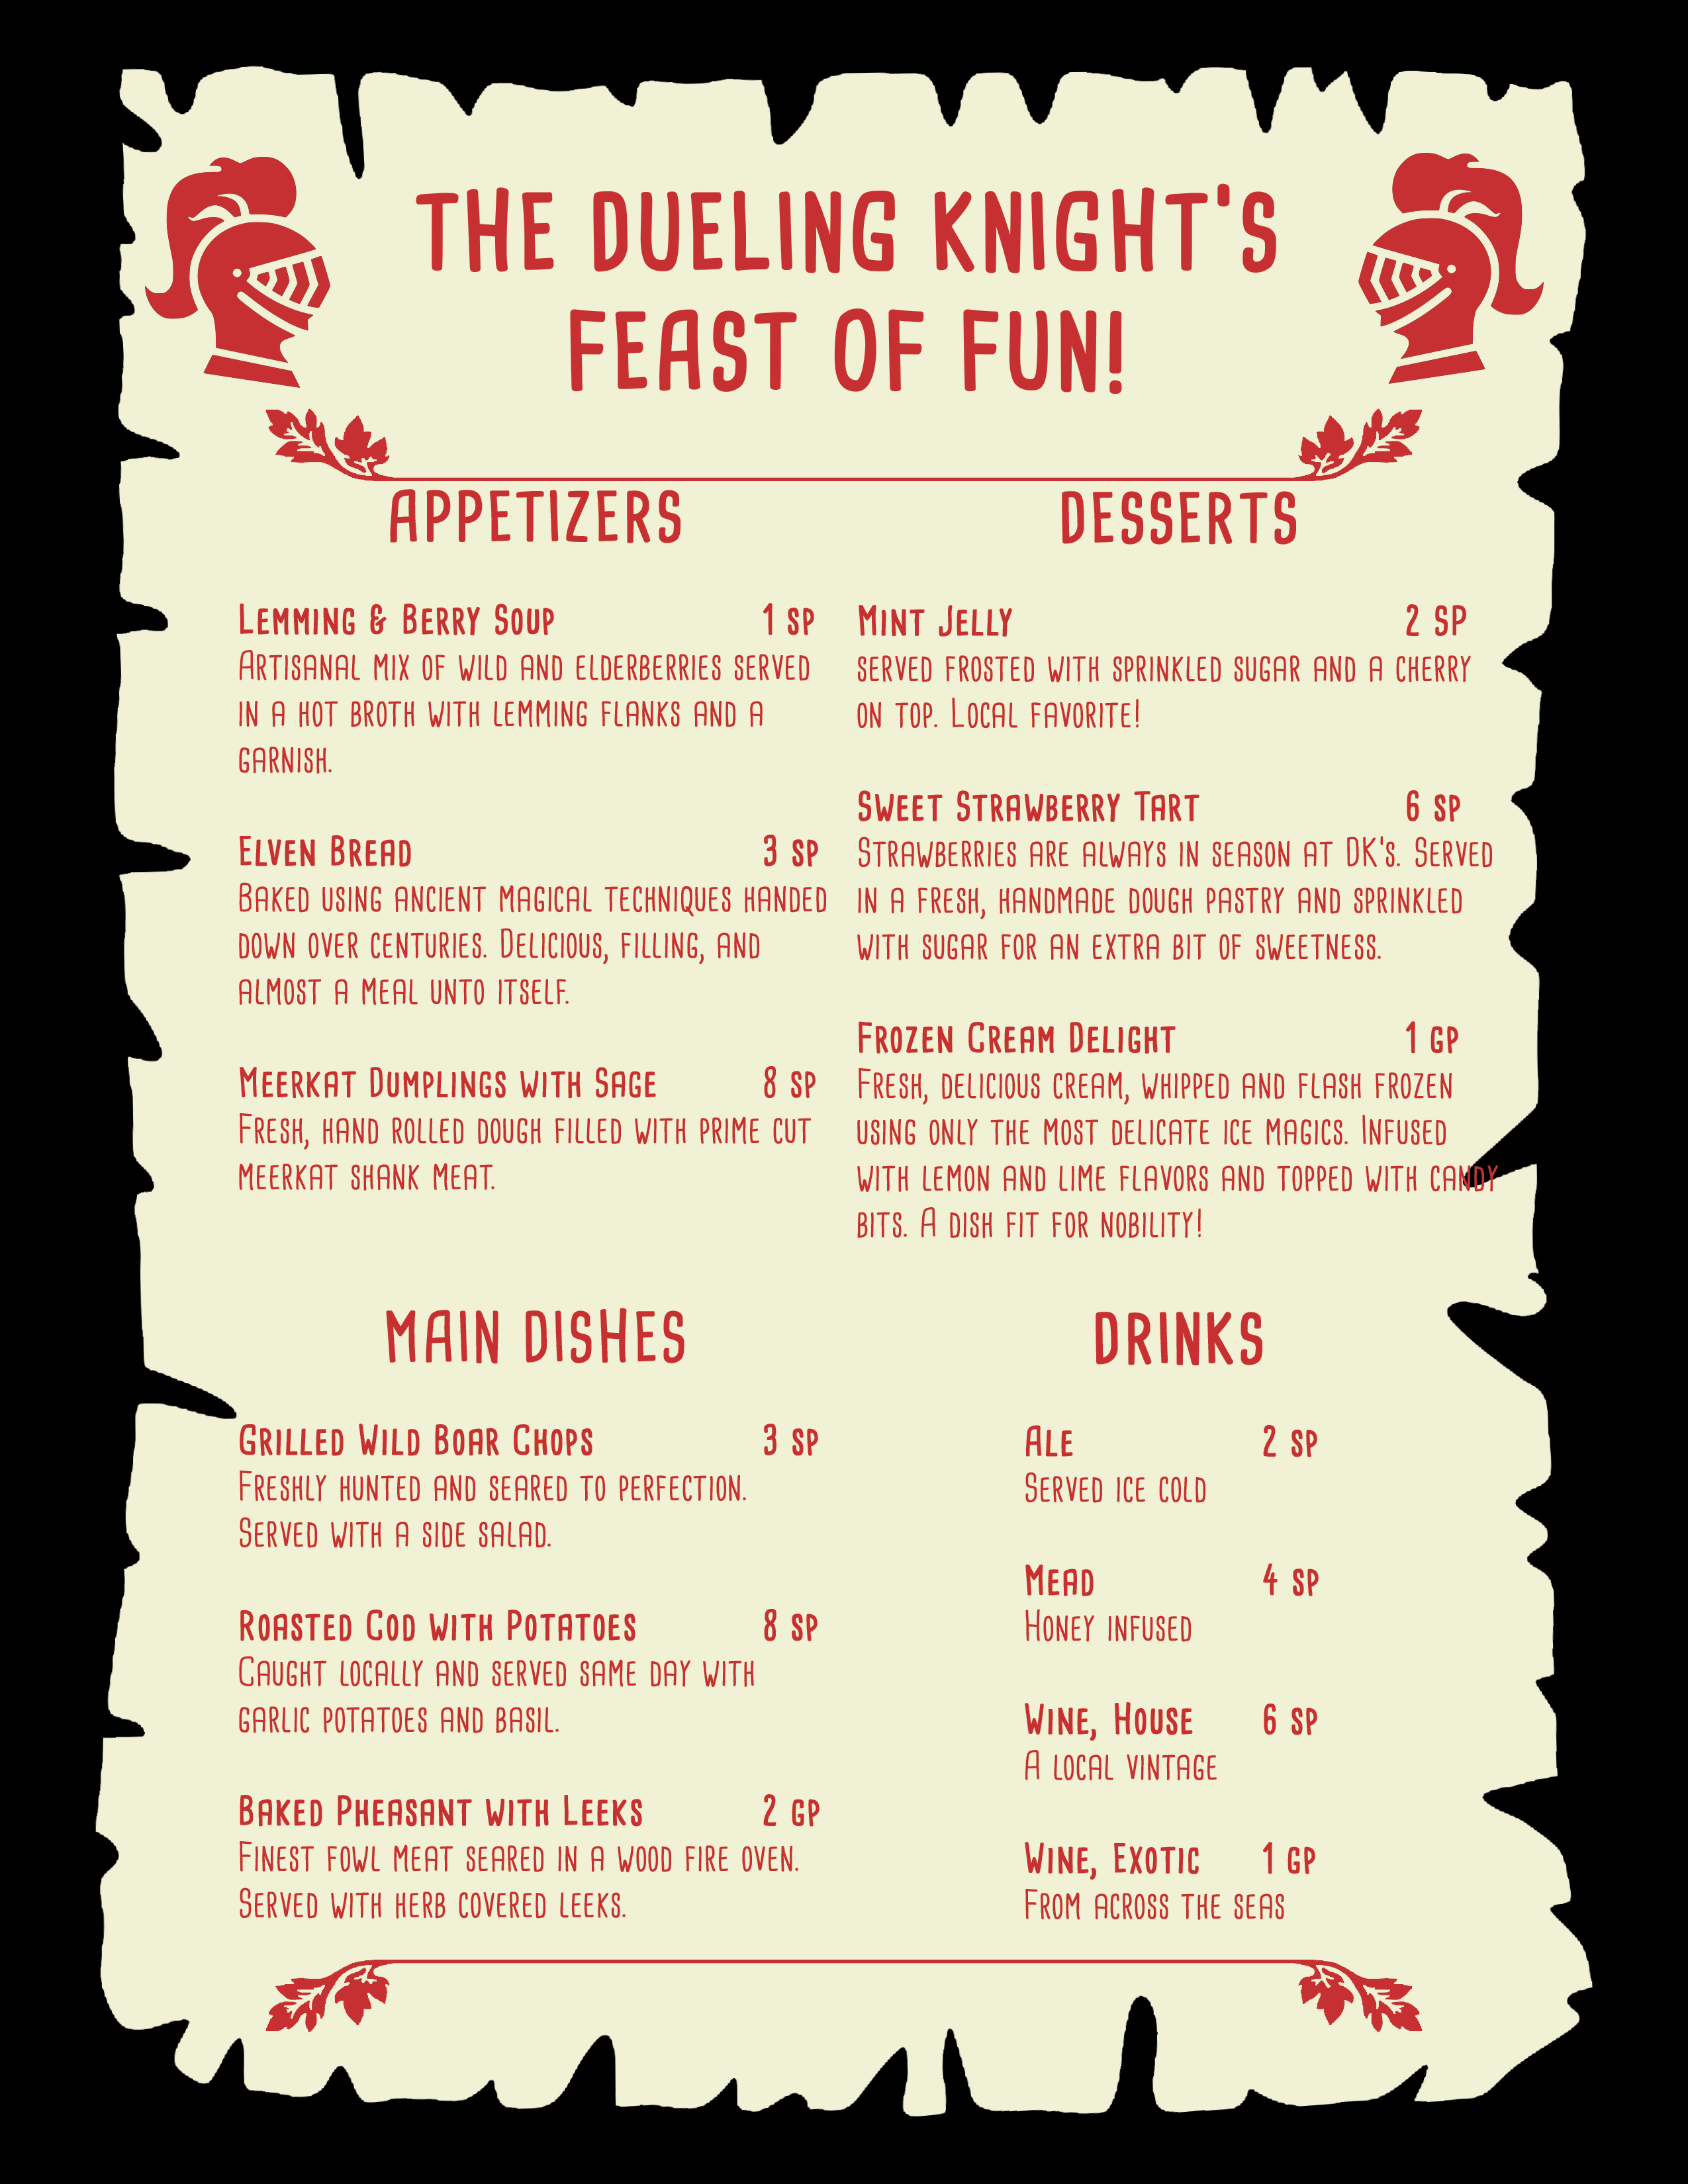 THE DUELING KNIGHT'S
FEAST OF FUN!
APPETIZERS
Lemming & Berry Soup 1 sp
Artisanal mix of wild and elderberries served
in a hot broth with lemming flanks and a
garnish.
Elven Bread 3 sp
Baked using ancient magical techniques handed
down over centuries. Delicious, filling, and
almost a meal unto itself.
Meerkat Dumplings with Sage 8 sp
Fresh, hand rolled dough filled with prime cut
meerkat shank meat.
DESSERTS
Mint Jelly 2 SP
served frosted with sprinkled sugar and a cherry
on top. Local favorite!
Sweet Strawberry Tart 6 sp
Strawberries are always in season at DK's. Served
in a fresh, handmade dough pastry and sprinkled
with sugar for an extra bit of sweetness.
Frozen Cream Delight 1 gp
Fresh, delicious cream, whipped and flash frozen
using only the most delicate ice magics. Infused
with lemon and lime flavors and topped with candy
bits. A dish fit for nobility!
MAIN DISHES
Grilled Wild Boar Chops 3 sp
Freshly hunted and seared to perfection.
Served with a side salad.
Roasted Cod with Potatoes 8 sp
Caught locally and served same day with
garlic potatoes and basil.
Baked Pheasant with Leeks 2 gp
Finest fowl meat seared in a wood fire oven.
Served with herb covered leeks.
DRINKS
Ale 2 sp
Served ice cold
Mead 4 sp
Honey infused
Wine, House 6 sp
A local vintage
Wine, Exotic 1 gp
From across the seas